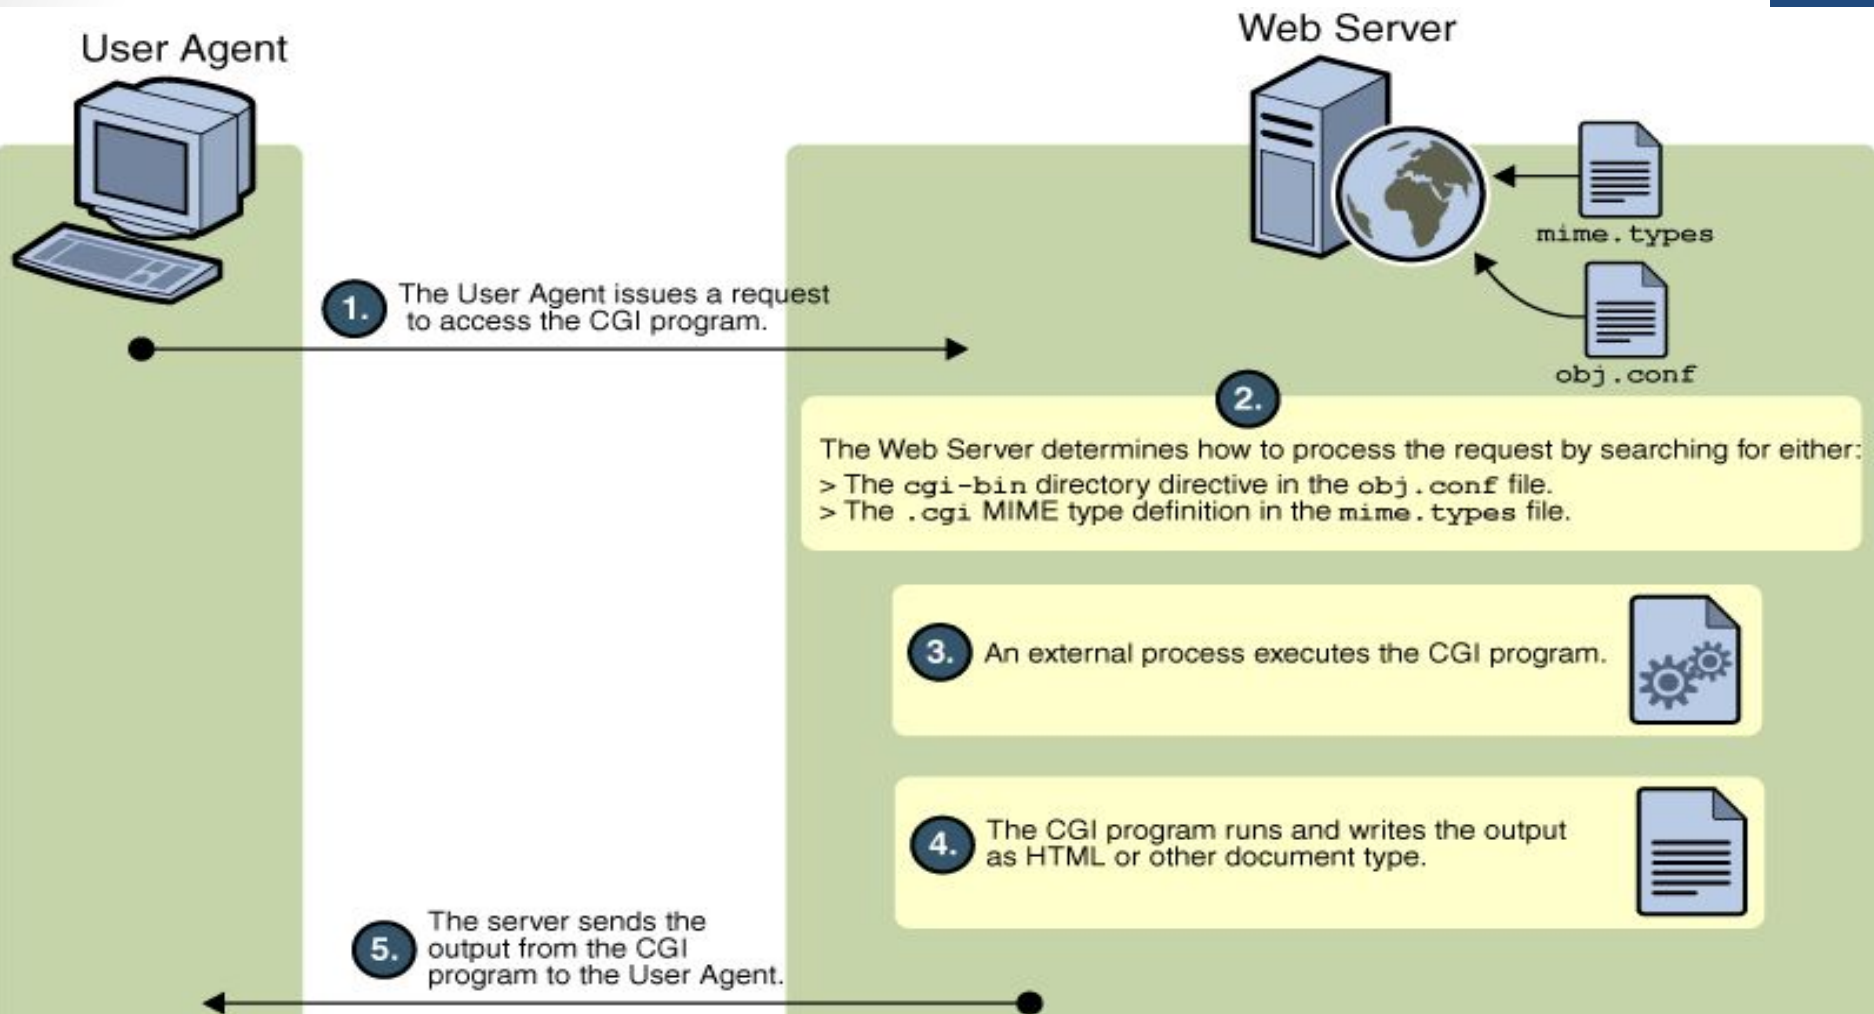 User Agent
Web Server
mime.types
obj.conf
1.
The User Agent issues a request
to access the CGI program.
2.
The Web Server determines how to process the request by searching for either:
> The cgi-bin directory directive in the obj.conf file.
> The .cgi MIME type definition in the mime.types file.
3.
An external process executes the CGI program.
4.
The CGI program runs and writes the output
as HTML or other document type.
5.
The server sends the
output from the CGI
program to the User Agent.